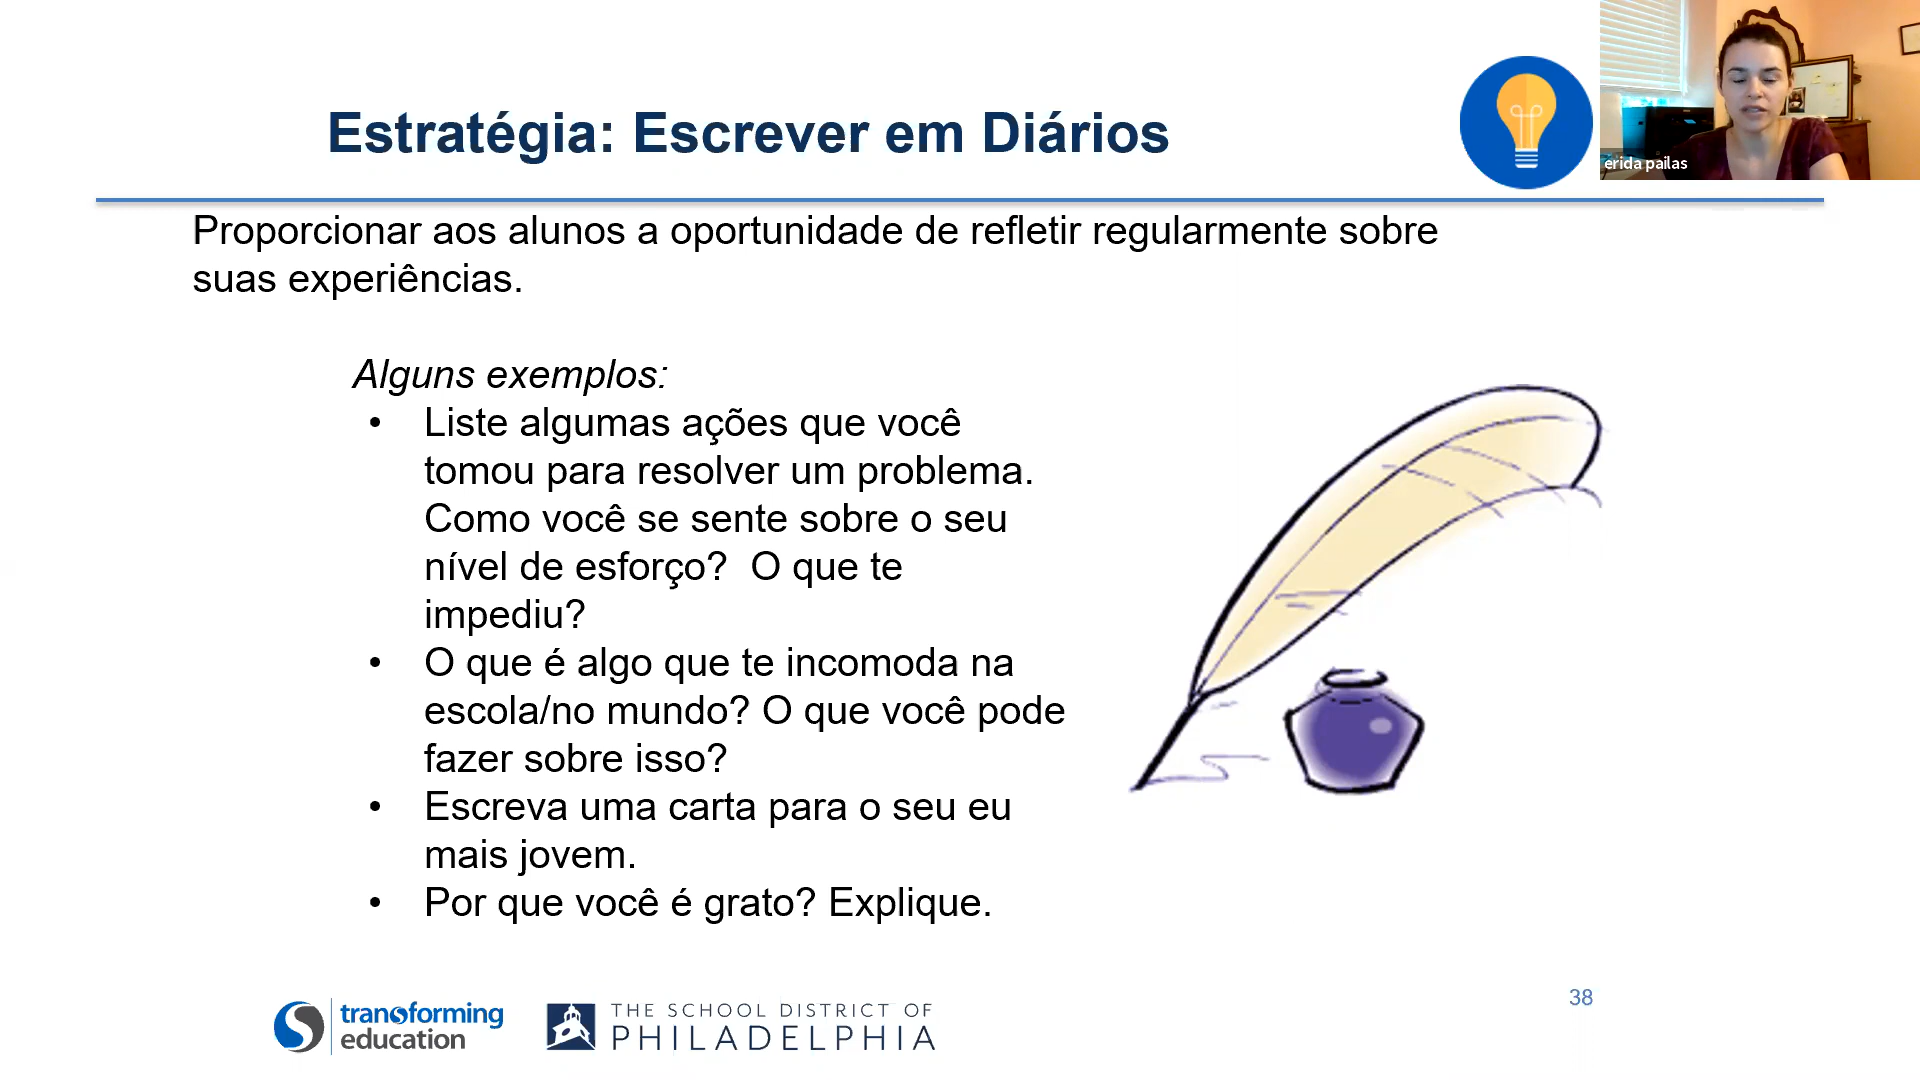 Estratégia: Escrever em Diários
erida pailas
Proporcionar aos alunos a oportunidade de refletir regularmente sobre
suas experiências.
Alguns exemplos:
• Liste algumas ações que você
tomou para resolver um problema.
Como você se sente sobre o seu
nível de esforço?  O que te
impediu?
• O que é algo que te incomoda na
escola/no mundo? O que você pode
fazer sobre isso?
• Escreva uma carta para o seu eu
mais jovem.
• Por que você é grato? Explique.
transforming
education
THE SCHOOL DISTRICT OF
PHILADELPHIA
38